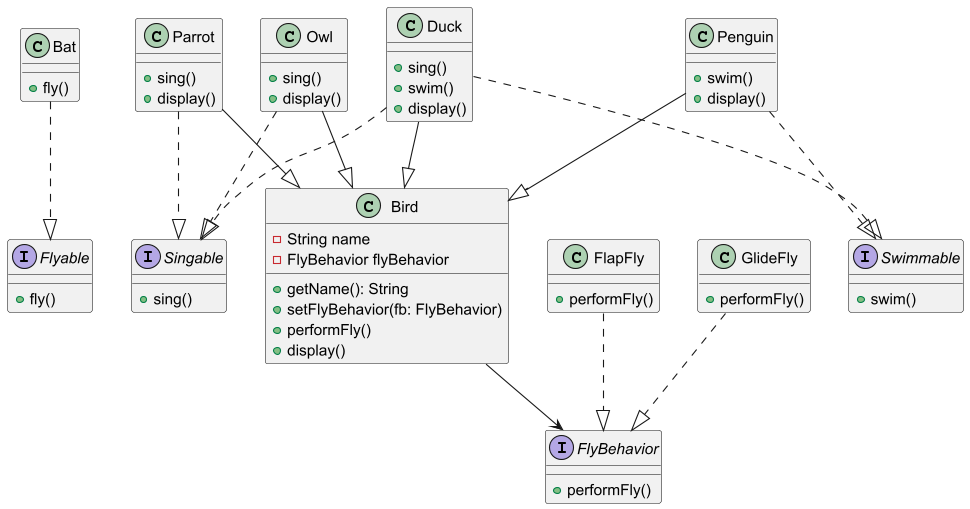 C Bat
fly()
C Parrot
sing()
display()
C Owl
sing()
display()
C Duck
sing()
swim()
display()
C Penguin
swim()
display()
I Flyable
fly()
I Singable
sing()
C Bird
String name
FlyBehavior flyBehavior
getName(): String
setFlyBehavior(fb: FlyBehavior)
performFly()
display()
C FlapFly
performFly()
C GlideFly
performFly()
I Swimmable
swim()
I FlyBehavior
performFly()